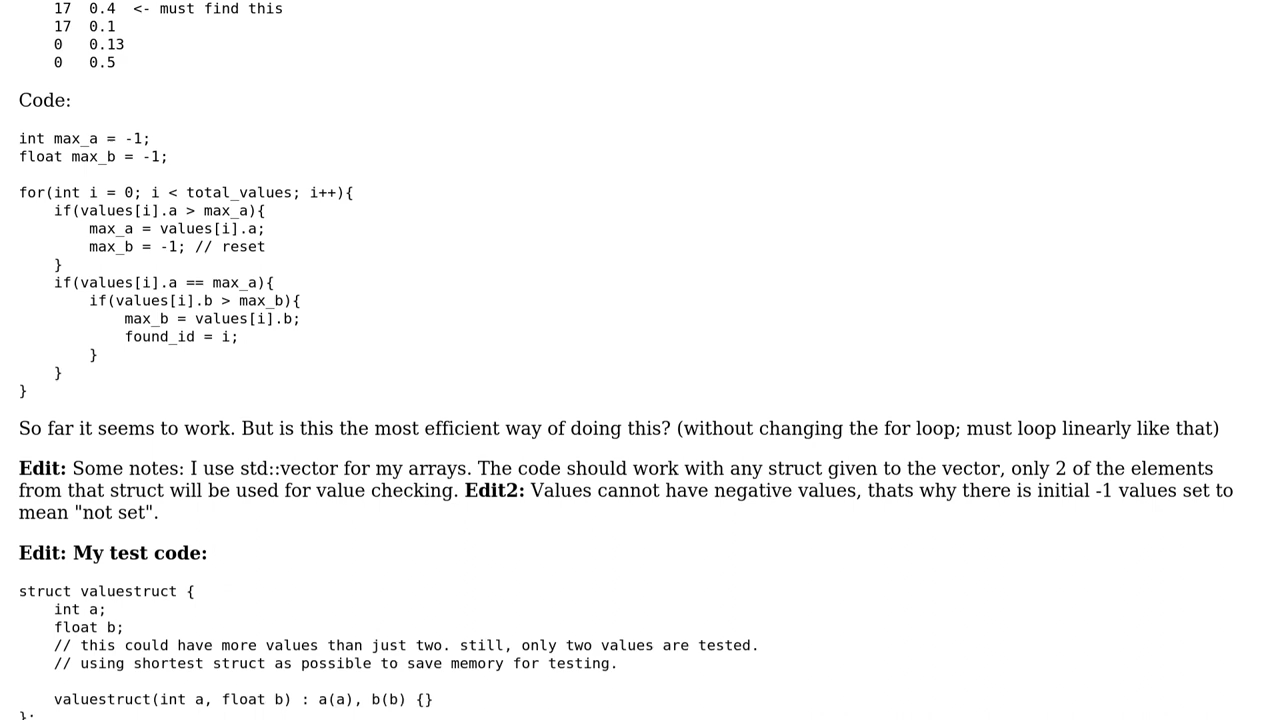 17  0.4  <- must find this
17  0.1
0   0.13
0   0.5
Code:
int max_a = -1;
float max_b = -1;
for(int i = 0; i < total_values; i++){
    if(values[i].a > max_a){
        max_a = values[i].a;
        max_b = -1; // reset
    }
    if(values[i].a == max_a){
        if(values[i].b > max_b){
            max_b = values[i].b;
            found_id = i;
        }
    }
}
So far it seems to work. But is this the most efficient way of doing this? (without changing the for loop; must loop linearly like that)
Edit: Some notes: I use std::vector for my arrays. The code should work with any struct given to the vector, only 2 of the elements
from that struct will be used for value checking. Edit2: Values cannot have negative values, thats why there is initial -1 values set to
mean "not set".
Edit: My test code:
struct valuestruct {
    int a;
    float b;
    // this could have more values than just two. still, only two values are tested.
    // using shortest struct as possible to save memory for testing.
    valuestruct(int a, float b) : a(a), b(b) {}
};